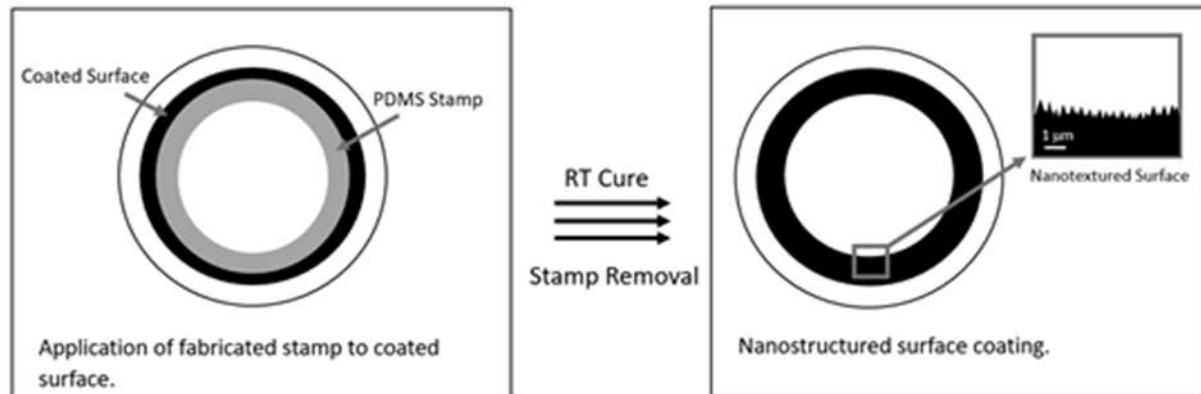 Coated Surface
PDMS Stamp
Application of fabricated stamp to coated
surface.
RT Cure
Stamp Removal
1 µm
Nanotextured Surface
Nanostructured surface coating.